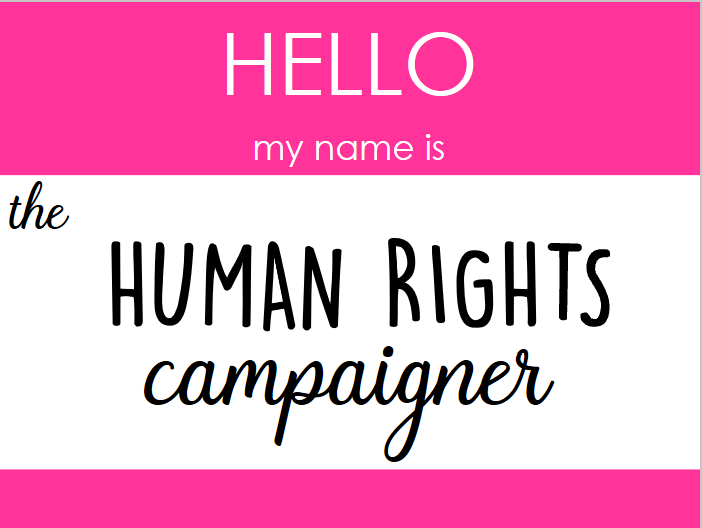 HELLO
my name is
the
HUMAN RIGHTS
campaigner